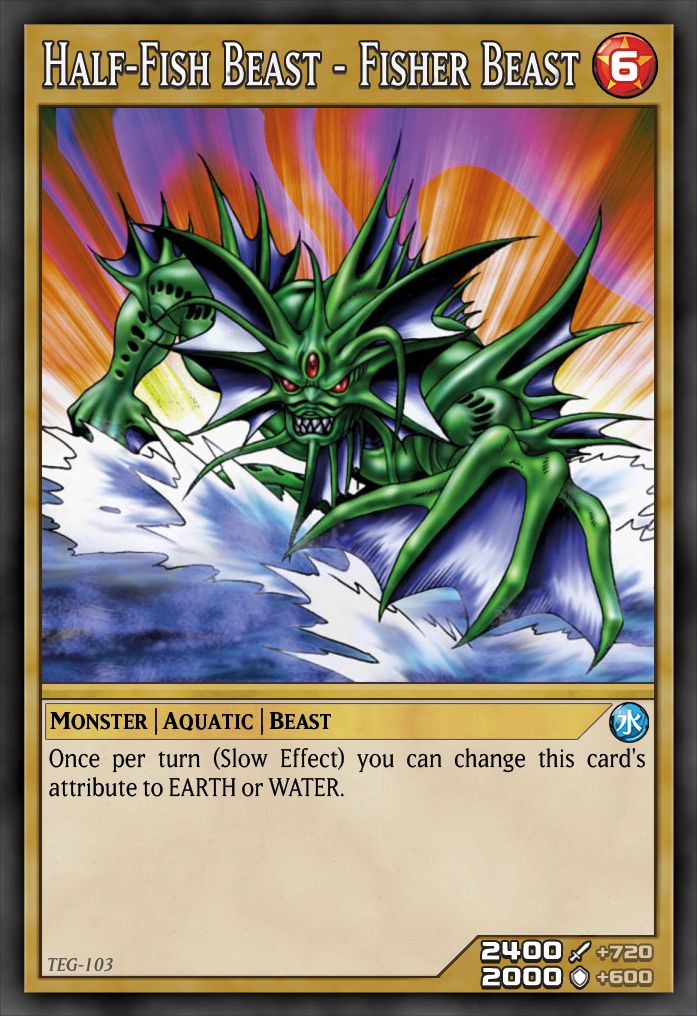 Half-Fish Beast - Fisher Beast
6
Monster | Aquatic | Beast
水
Once per turn (Slow Effect) you can change this card's
attribute to EARTH or WATER.
2400 +720
TEG-103
2000 +600